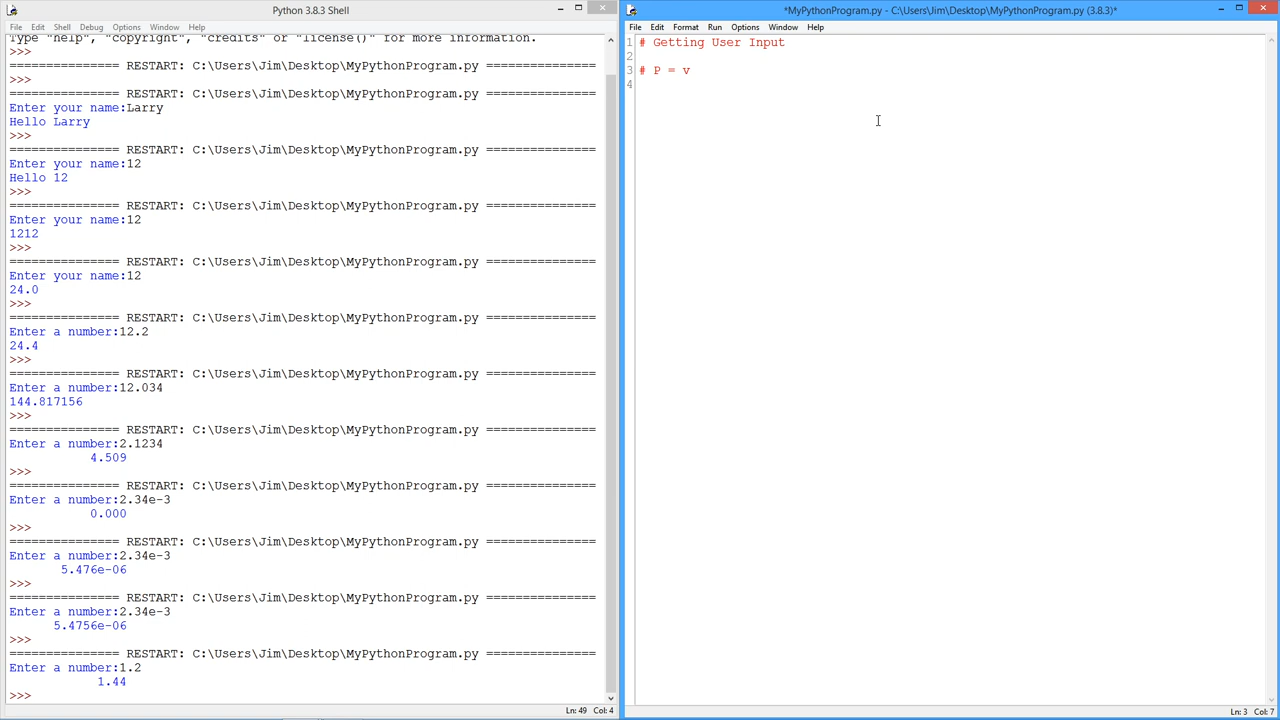 Python 3.8.3 Shell
File Edit Shell Debug Options Window Help
Type "help", "copyright", "credits" or "license()" for more information.
=============== RESTART: C:\Users\Jim\Desktop\MyPythonProgram.py ===============
>>>
=============== RESTART: C:\Users\Jim\Desktop\MyPythonProgram.py ===============
Enter your name:Larry
Hello Larry
>>>
=============== RESTART: C:\Users\Jim\Desktop\MyPythonProgram.py ===============
Enter your name:12
Hello 12
>>>
=============== RESTART: C:\Users\Jim\Desktop\MyPythonProgram.py ===============
Enter your name:12
1212
>>>
=============== RESTART: C:\Users\Jim\Desktop\MyPythonProgram.py ===============
Enter your name:12
24.0
>>>
=============== RESTART: C:\Users\Jim\Desktop\MyPythonProgram.py ===============
Enter a number:12.2
24.4
>>>
=============== RESTART: C:\Users\Jim\Desktop\MyPythonProgram.py ===============
Enter a number:12.034
144.817156
>>>
=============== RESTART: C:\Users\Jim\Desktop\MyPythonProgram.py ===============
Enter a number:2.1234
4.509
>>>
=============== RESTART: C:\Users\Jim\Desktop\MyPythonProgram.py ===============
Enter a number:2.34e-3
0.000
>>>
=============== RESTART: C:\Users\Jim\Desktop\MyPythonProgram.py ===============
Enter a number:2.34e-3
5.476e-06
>>>
=============== RESTART: C:\Users\Jim\Desktop\MyPythonProgram.py ===============
Enter a number:2.34e-3
5.4756e-06
>>>
=============== RESTART: C:\Users\Jim\Desktop\MyPythonProgram.py ===============
Enter a number:1.2
1.44
>>>
Ln: 49 Col: 4
*MyPythonProgram.py - C:\Users\Jim\Desktop\MyPythonProgram.py (3.8.3)*
File Edit Format Run Options Window Help
1 # Getting User Input
2
3 # P = v
4
Ln: 3 Col: 7